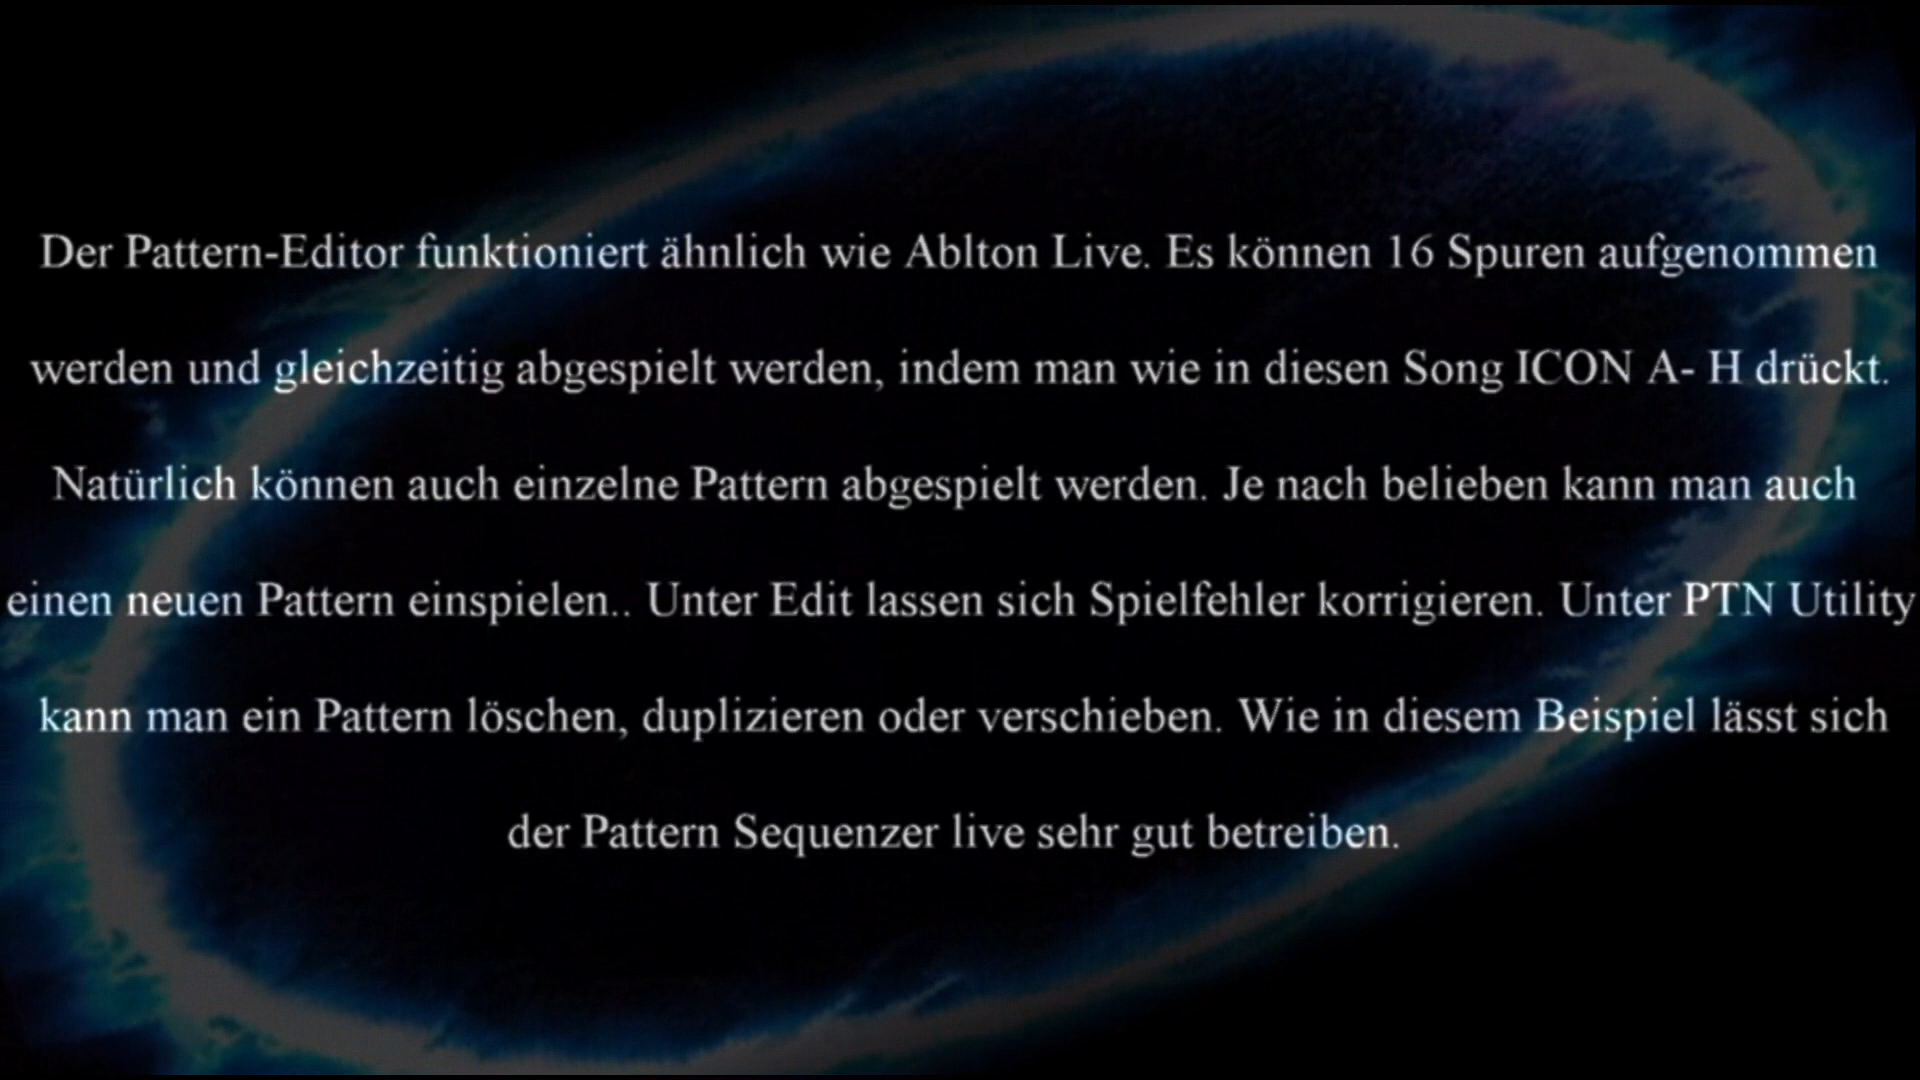 Der Pattern-Editor funktioniert ähnlich wie Ablton Live. Es können 16 Spuren aufgenommen
werden und gleichzeitig abgespielt werden, indem man wie in diesen Song ICON A- H drückt.
Natürlich können auch einzelne Pattern abgespielt werden. Je nach belieben kann man auch
einen neuen Pattern einspielen.. Unter Edit lassen sich Spielfehler korrigieren. Unter PTN Utility
kann man ein Pattern löschen, duplizieren oder verschieben. Wie in diesem Beispiel lässt sich
der Pattern Sequenzer live sehr gut betreiben.